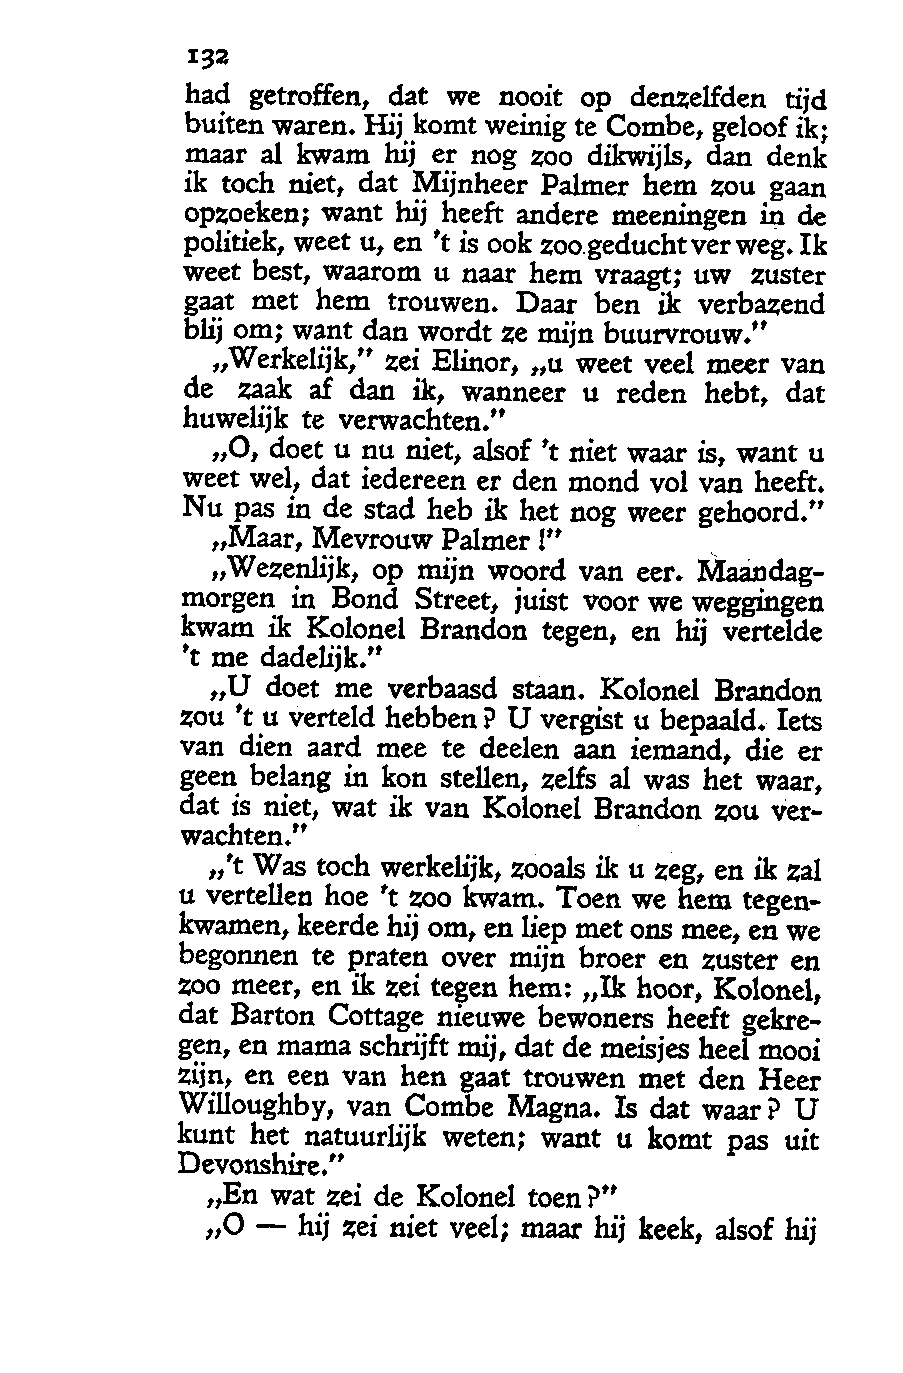 132
had getroffen, dat we nooit op denzelfden tijd
buiten waren. Hij komt weinig te Combe, geloof ik;
maar al kwam hij er nog zoo dikwijls, dan denk
ik toch niet, dat Mijnheer Palmer hem zou gaan
opzoeken; want hij heeft andere meeningen in de
politiek, weet u, en 't is ook zoo geducht ver weg. Ik
weet best, waarom u naar hem vraagt; uw zuster
gaat met hem trouwen. Daar ben ik verbazend
blij om; want dan wordt ze mijn buurvrouw.”
„Werkelijk,” zei Elinor, „u weet veel meer van
de zaak af dan ik, wanneer u reden hebt, dat
huwelijk te verwachten.”
„O, doet u nu niet, alsof 't niet waar is, want u
weet wel, dat iedereen er den mond vol van heeft.
Nu pas in de stad heb ik het nog weer gehoord.”
„Maar, Mevrouw Palmer!”
„Wezenlijk, op mijn woord van eer. Maandag-
morgen in Bond Street, juist voor we weggingen
kwam ik Kolonel Brandon tegen, en hij vertelde
't me dadelijk.”
„U doet me verbaasd staan. Kolonel Brandon
zou 't u verteld hebben? U vergist u bepaald. Iets
van dien aard mee te deelen aan iemand, die er
geen belang in kon stellen, zelfs al was het waar,
dat is niet, wat ik van Kolonel Brandon zou ver-
wachten.”
„'t Was toch werkelijk, zooals ik u zeg, en ik zal
u vertellen hoe 't zoo kwam. Toen we hem tegen-
kwamen, keerde hij om, en liep met ons mee, en we
begonnen te praten over mijn broer en zuster en
zoo meer, en ik zei tegen hem: „Ik hoor, Kolonel,
dat Barton Cottage nieuwe bewoners heeft gekre-
gen, en mama schrijft mij, dat de meisjes heel mooi
zijn, en een van hen gaat trouwen met den Heer
Willoughby, van Combe Magna. Is dat waar? U
kunt het natuurlijk weten; want u komt pas uit
Devonshire.”
„En wat zei de Kolonel toen?”
„O — hij zei niet veel; maar hij keek, alsof hij